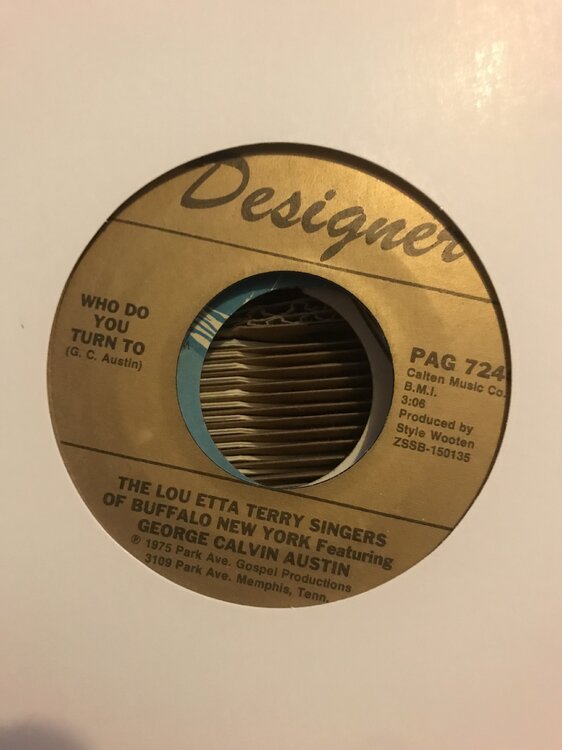 Designer
WHO DO
YOU
TURN TO
(G. C. Austin)
PAG 724
Calten Music Co.
B.M.I.
3:06
Produced by
Style Wooten
ZSSB-150135
THE LOU ETTA TERRY SINGERS
OF BUFFALO NEW YORK Featuring
GEORGE CALVIN AUSTIN
℗ 1975 Park Ave. Gospel Productions
3109 Park Ave. Memphis, Tenn.